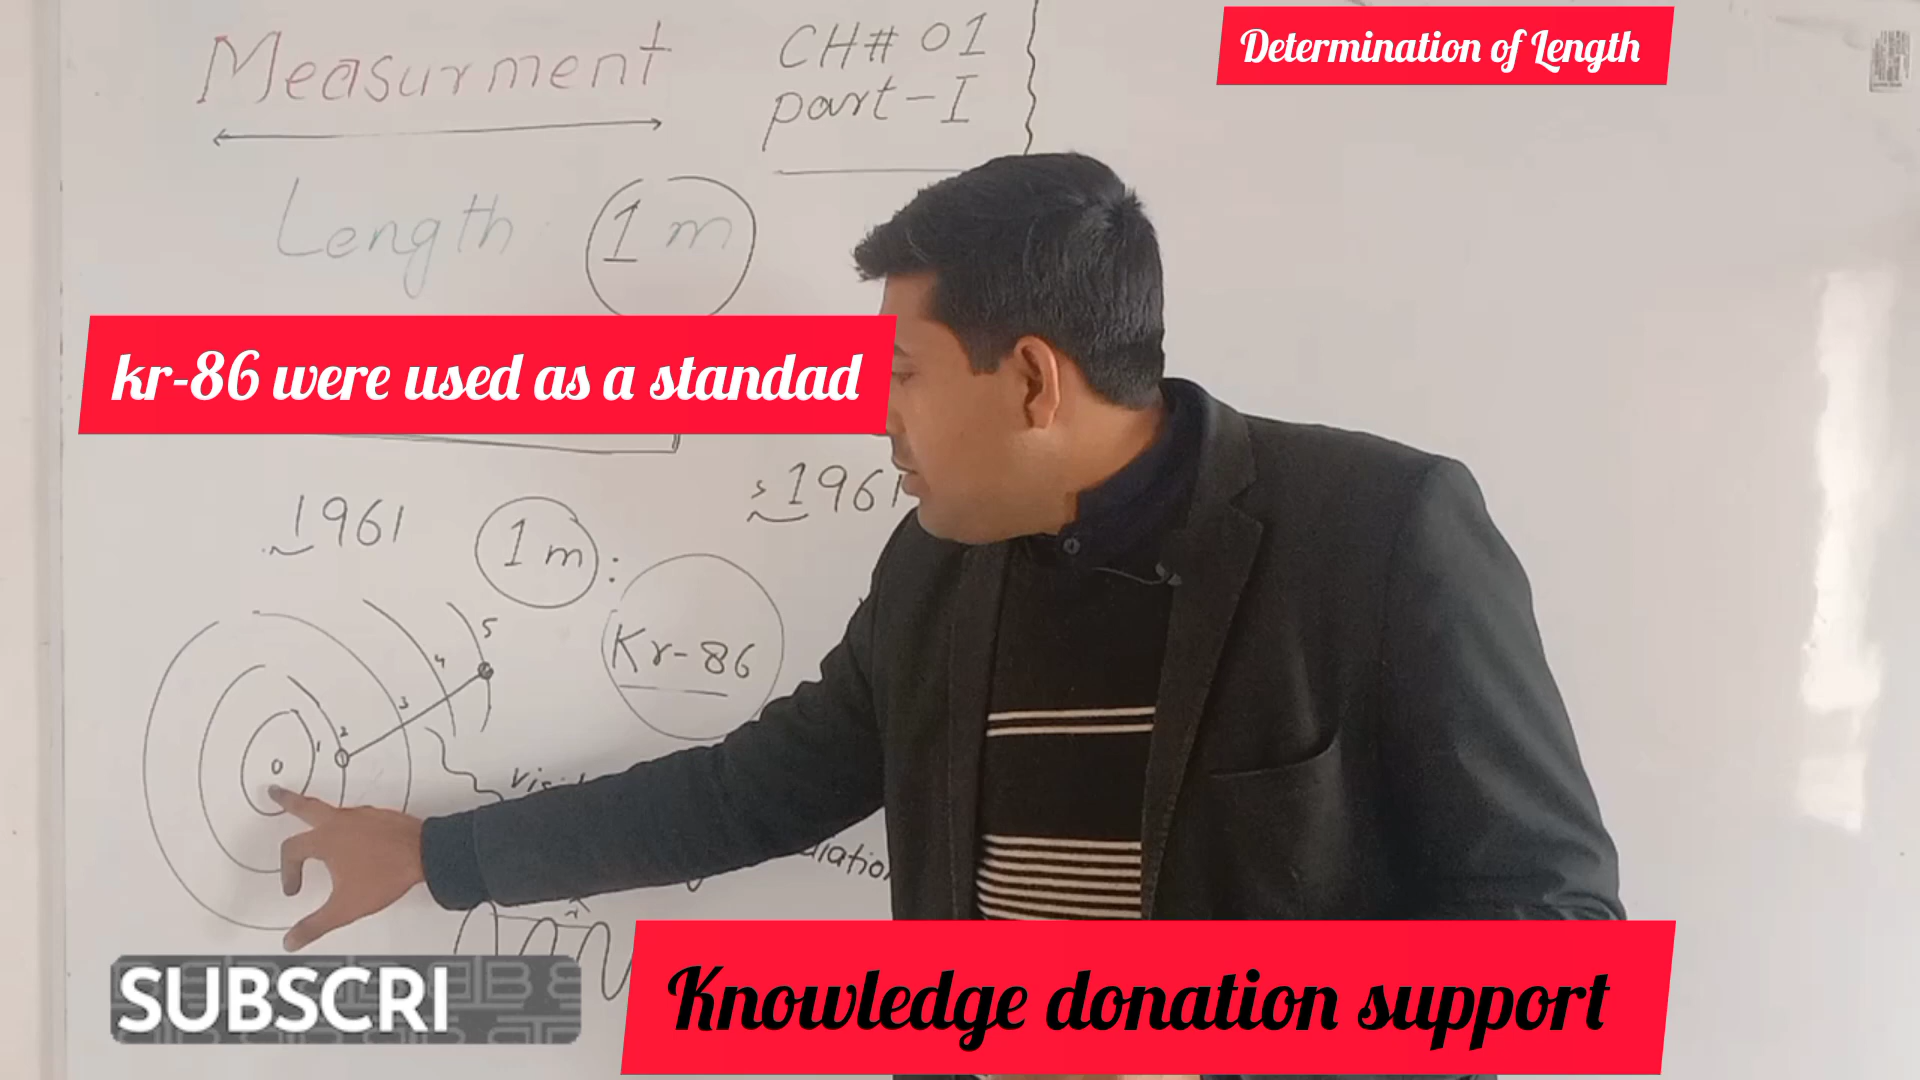 Measurment
CH# 01
part-I
Determination of Length
Length
1 m
kr-86 were used as a standad
1961
1 m :
1961
Kr-86
5
4
3
2
1
0
SUBSCRI
Knowledge donation support